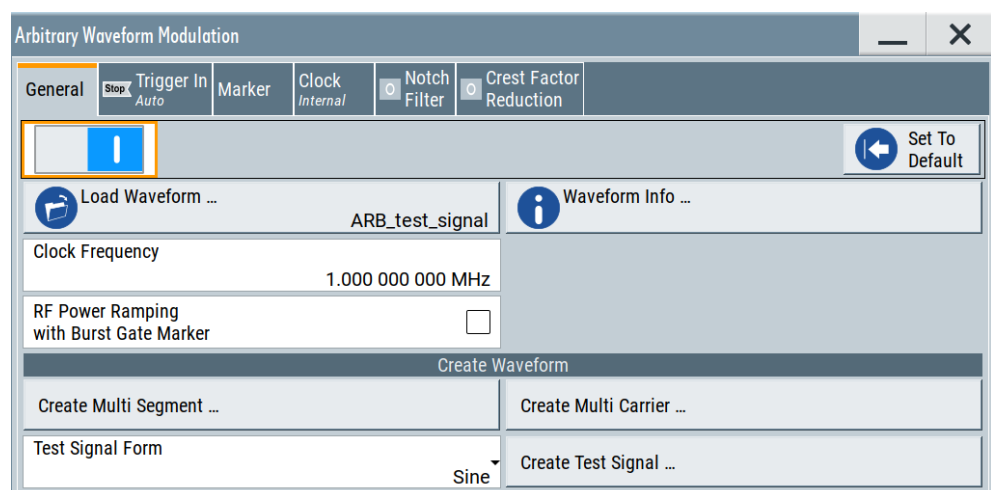 Arbitrary Waveform Modulation
General
Stop
Trigger In
Auto
Marker
Clock
Internal
O
Notch
Filter
O
Crest Factor
Reduction
I
Set To
Default
Load Waveform ...
ARB_test_signal
Waveform Info ...
Clock Frequency
1.000 000 000 MHz
RF Power Ramping
with Burst Gate Marker
Create Waveform
Create Multi Segment ...
Create Multi Carrier ...
Test Signal Form
Sine
Create Test Signal ...